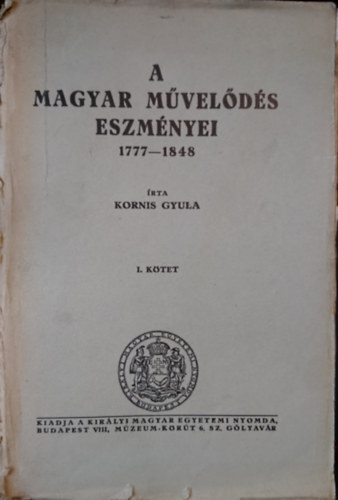 A
MAGYAR MŰVELŐDÉS
ESZMÉNYEI
1777—1848
ÍRTA
KORNIS GYULA
I. KÖTET
KIADJA A KIRÁLYI MAGYAR EGYETEMI NYOMDA,
BUDAPEST VIII, MÚZEUM-KÖRÚT 6. SZ. GÓLYAVÁR